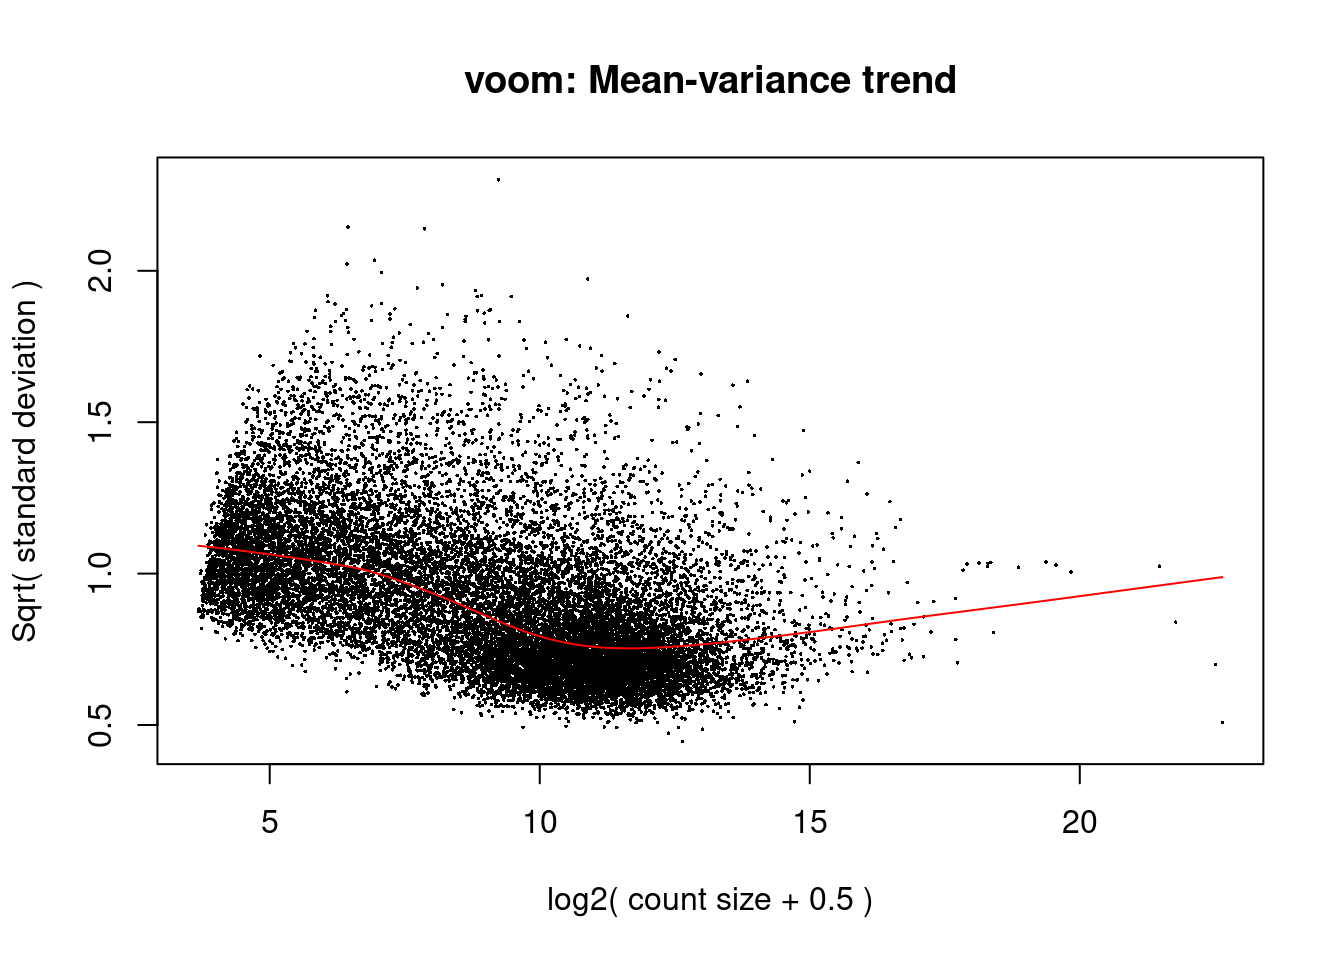 voom: Mean-variance trend
Sqrt( standard deviation )
2.0
1.5
1.0
0.5
5 10 15 20
log2( count size + 0.5 )